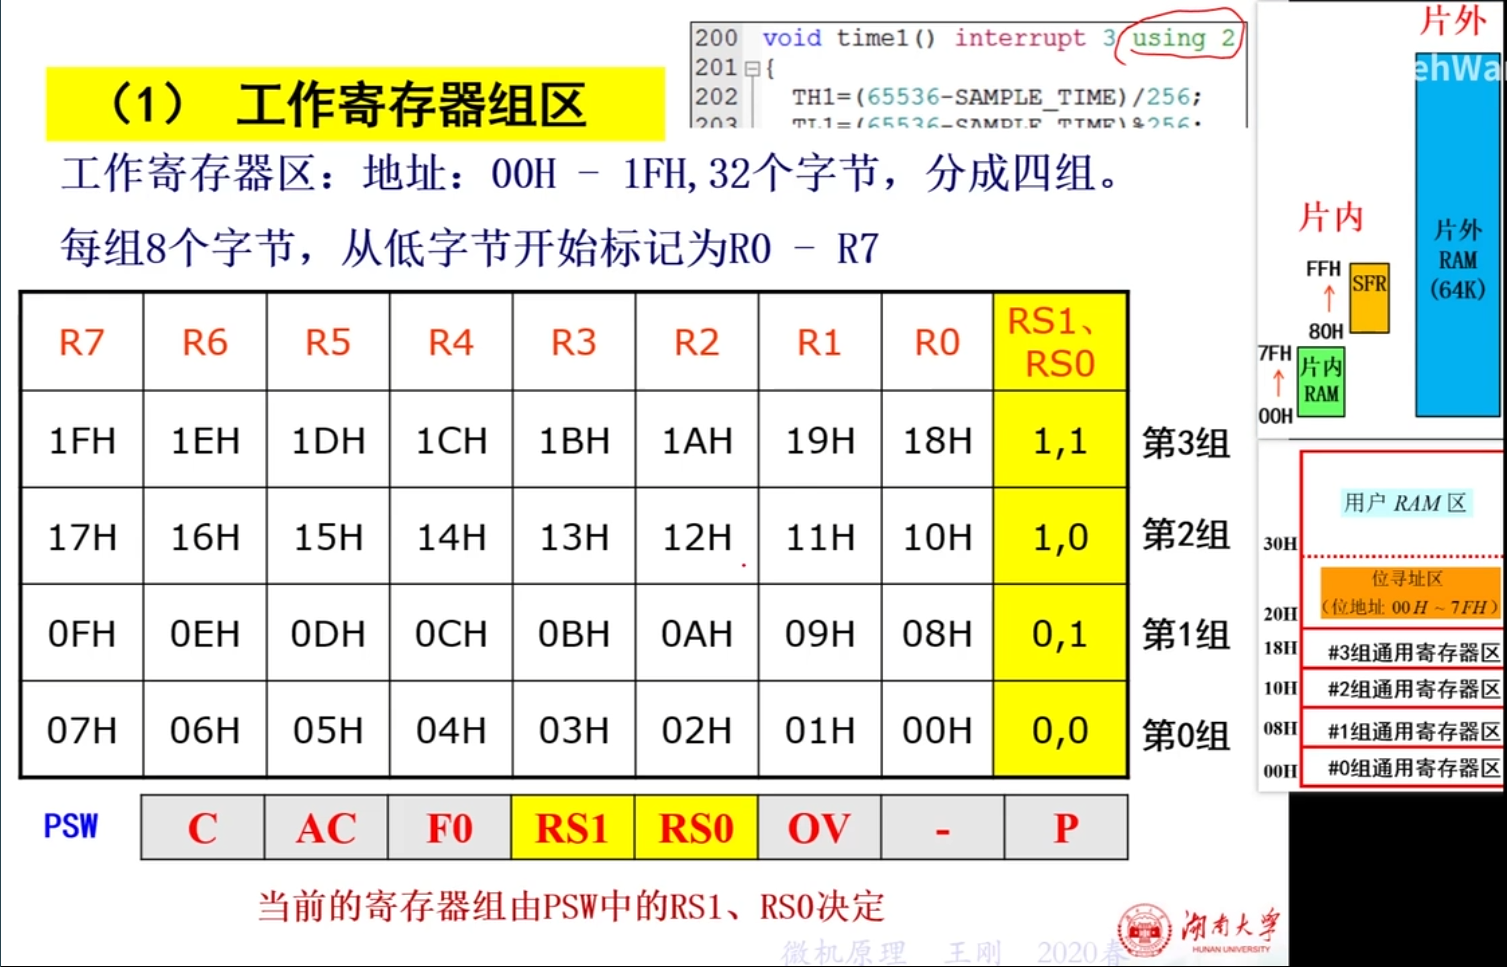 200 void time1() interrupt 3 using 2
201 {
202 TH1=(65536-SAMPLE_TIME)/256;
203 TL1=(65536-SAMPLE_TIME)%256;
（1） 工作寄存器组区
工作寄存器区：地址：00H - 1FH,32个字节，分成四组。
每组8个字节，从低字节开始标记为R0 - R7
R7 R6 R5 R4 R3 R2 R1 R0 RS1、RS0
1FH 1EH 1DH 1CH 1BH 1AH 19H 18H 1,1 第3组
17H 16H 15H 14H 13H 12H 11H 10H 1,0 第2组
0FH 0EH 0DH 0CH 0BH 0AH 09H 08H 0,1 第1组
07H 06H 05H 04H 03H 02H 01H 00H 0,0 第0组
PSW C AC F0 RS1 RS0 OV - P
当前的寄存器组由PSW中的RS1、RS0决定
微机原理 王刚 2020春
湖南大学
HUNAN UNIVERSITY
片外
片内
片外
RAM
(64K)
FFH
SFR
80H
7FH
片内
RAM
00H
用户 RAM 区
30H
位寻址区
（位地址 00H ~ 7FH）
20H
18H #3组通用寄存器区
10H #2组通用寄存器区
08H #1组通用寄存器区
00H #0组通用寄存器区